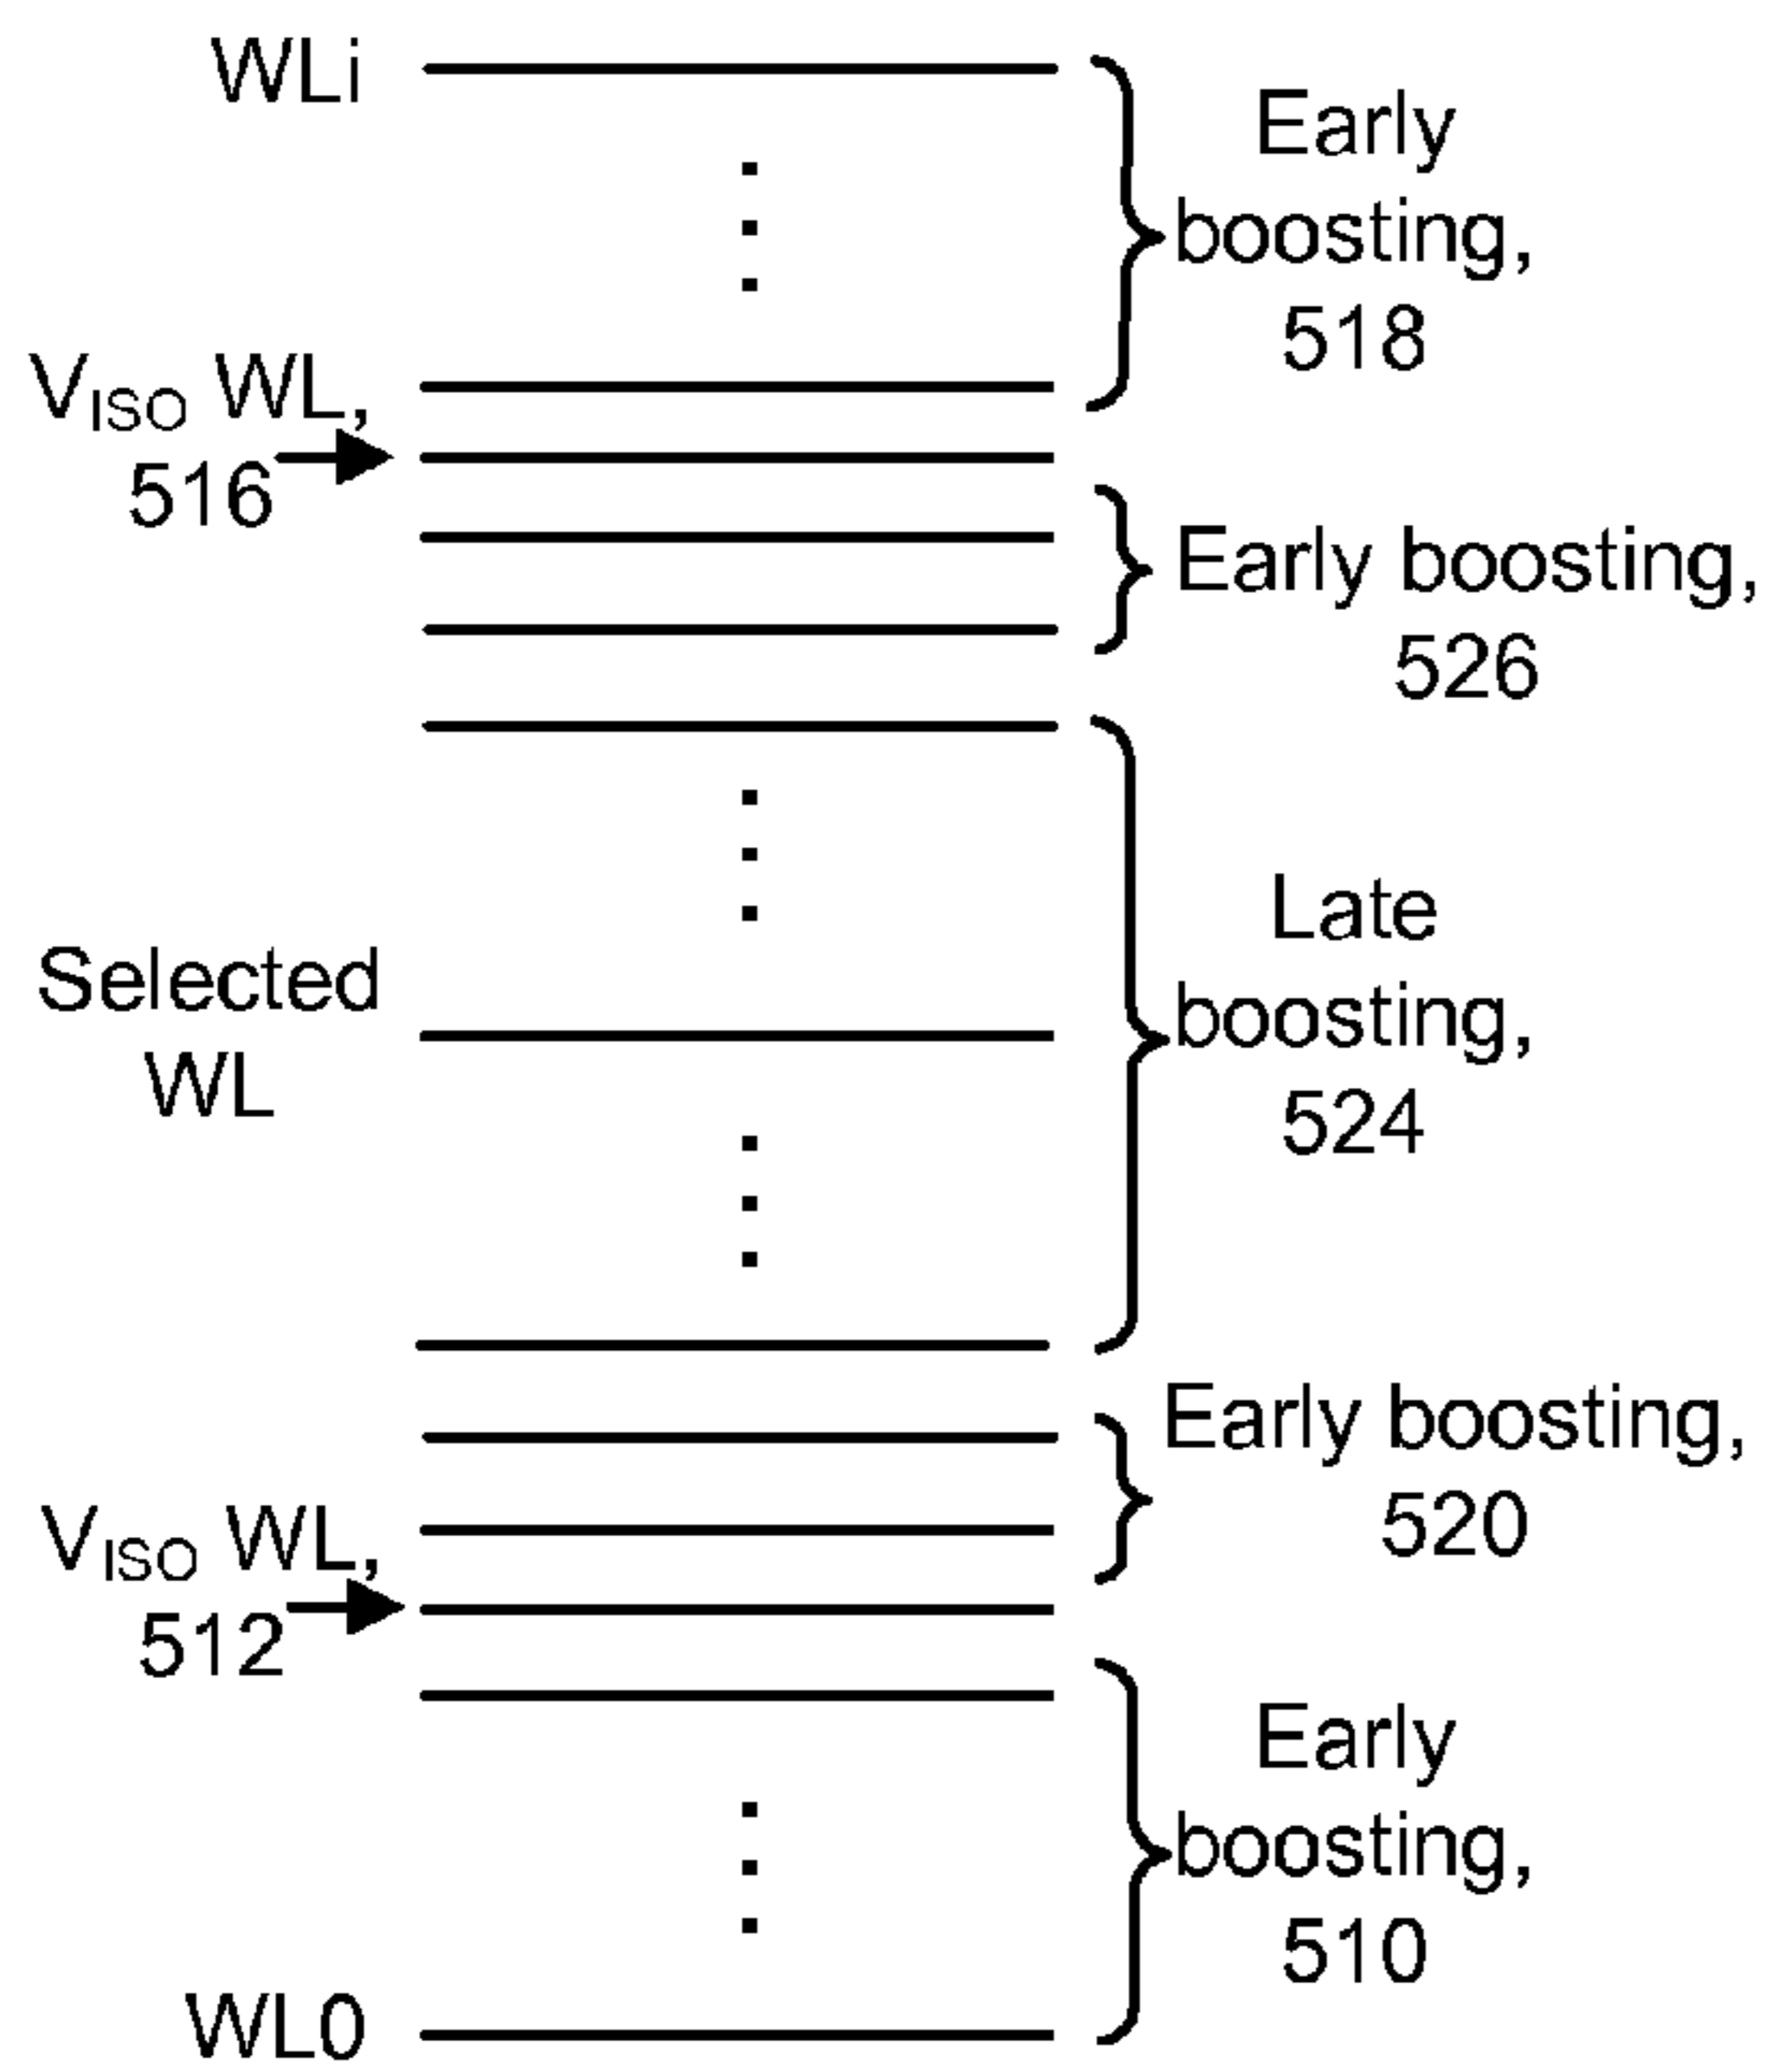 WLi
Early
boosting,
518
VISO WL,
516
Early boosting,
526
Selected
WL
Late
boosting,
524
Early boosting,
520
VISO WL,
512
Early
boosting,
510
WL0